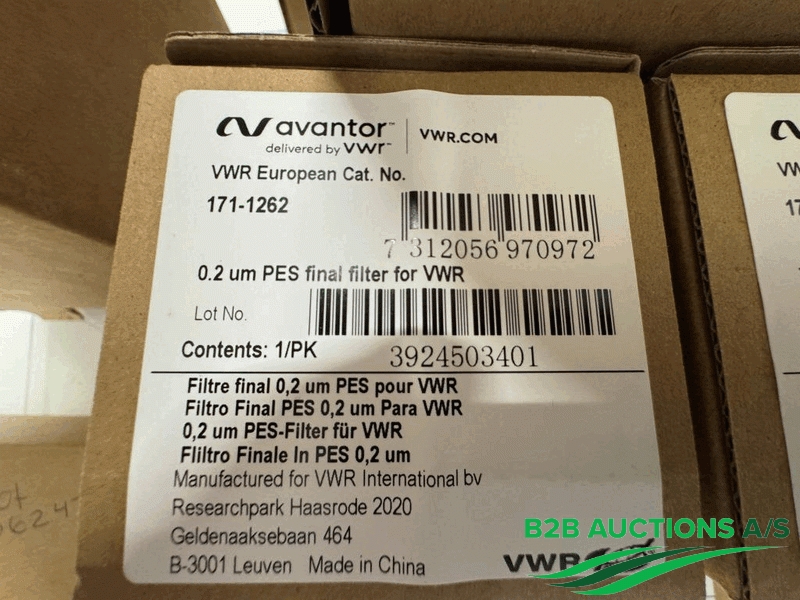 avantor™
delivered by vwr™
VWR.COM
VWR European Cat. No.
171-1262
7 312056 970972
0.2 um PES final filter for VWR
Lot No.
Contents: 1/PK
3924503401
Filtre final 0,2 um PES pour VWR
Filtro Final PES 0,2 um Para VWR
0,2 um PES-Filter für VWR
Fliltro Finale In PES 0,2 um
Manufactured for VWR International bv
Researchpark Haasrode 2020
Geldenaaksebaan 464
B-3001 Leuven Made in China
VWR
B2B AUCTIONS A/S